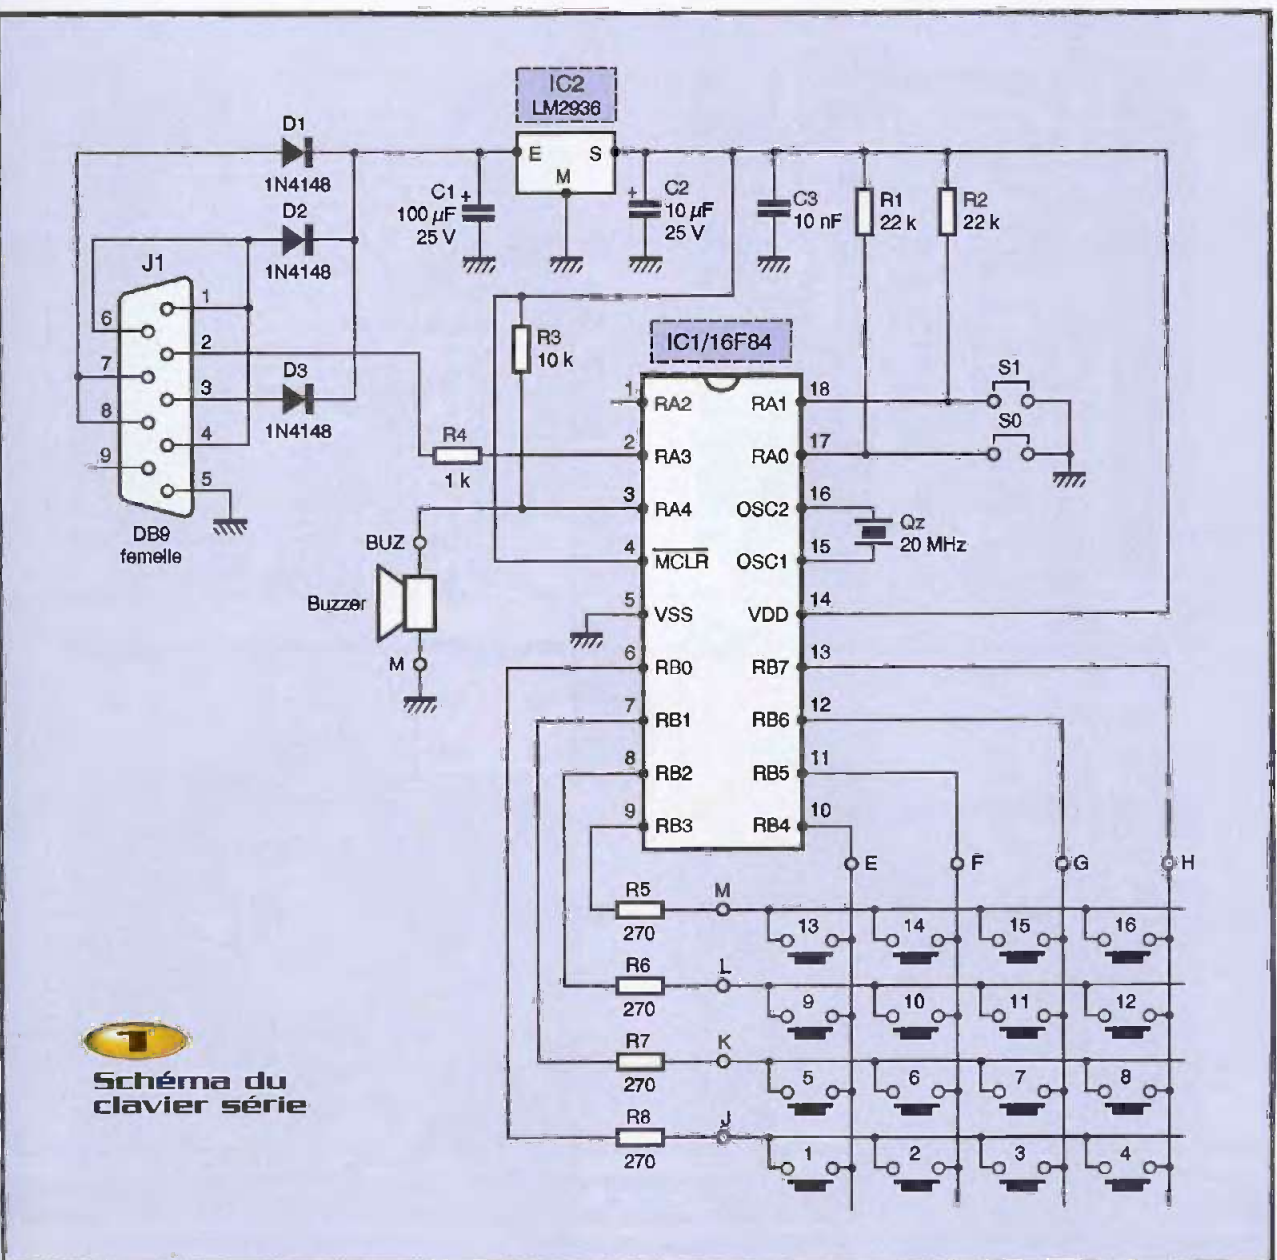 IC2
LM2936
D1
1N4148
E
S
M
C1 +
100 µF
25 V
+
C2
10 µF
25 V
C3
10 nF
R1
22 k
R2
22 k
D2
1N4148
J1
1
6
2
7
3
8
4
9
5
D3
1N4148
DB9
femelle
R3
10 k
R4
1 k
IC1/16F84
1 RA2
2 RA3
3 RA4
4 MCLR
5 VSS
6 RB0
7 RB1
8 RB2
9 RB3
RA1 18
RA0 17
OSC2 16
OSC1 15
VDD 14
RB7 13
RB6 12
RB5 11
RB4 10
S1
S0
Qz
20 MHz
BUZ
Buzzer
M
E
F
G
H
R5
270
M
13
14
15
16
R6
270
L
9
10
11
12
R7
270
K
5
6
7
8
R8
270
J
1
2
3
4
1
Schéma du
clavier série